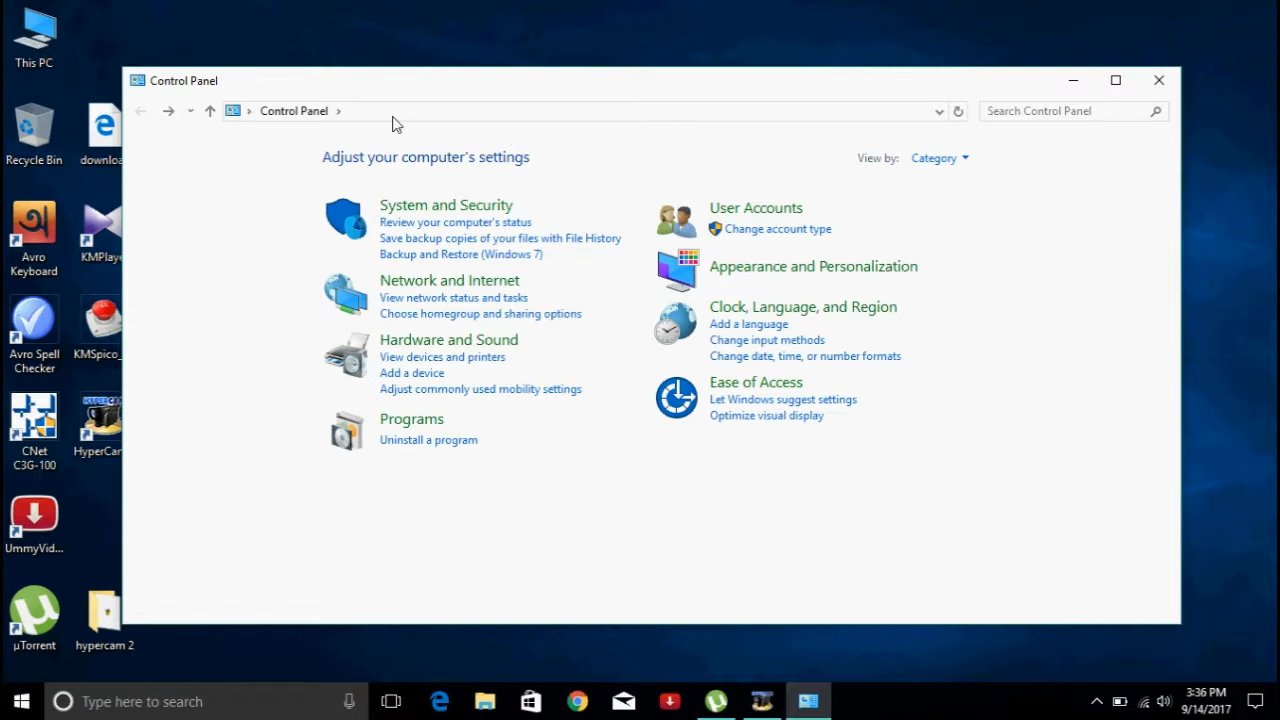 This PC
Recycle Bin
downloa
Avro
Keyboard
KMPlaye
Avro Spell
Checker
KMSpico_
CNet
C3G-100
HyperCar
UmmyVid...
µTorrent
hypercam 2
Control Panel
Control Panel
Search Control Panel
Adjust your computer's settings
View by: Category
System and Security
Review your computer's status
Save backup copies of your files with File History
Backup and Restore (Windows 7)
Network and Internet
View network status and tasks
Choose homegroup and sharing options
Hardware and Sound
View devices and printers
Add a device
Adjust commonly used mobility settings
Programs
Uninstall a program
User Accounts
Change account type
Appearance and Personalization
Clock, Language, and Region
Add a language
Change input methods
Change date, time, or number formats
Ease of Access
Let Windows suggest settings
Optimize visual display
Type here to search
3:36 PM
9/14/2017